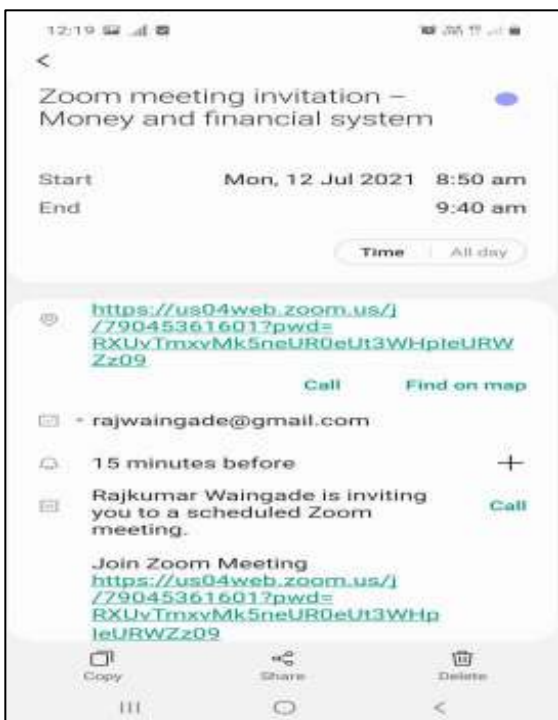 12:19
<
Zoom meeting invitation –
Money and financial system
Start Mon, 12 Jul 2021 8:50 am
End 9:40 am
Time All day
https://us04web.zoom.us/j
/79045361601?pwd=
RXUvTmxvMk5neUR0eUt3WHpIeURW
Zz09
Call Find on map
- rajwaingade@gmail.com
15 minutes before +
Rajkumar Waingade is inviting
you to a scheduled Zoom
meeting.
Call
Join Zoom Meeting
https://us04web.zoom.us/j
/79045361601?pwd=
RXUvTmxvMk5neUR0eUt3WHp
IeURWZz09
Copy Share Delete